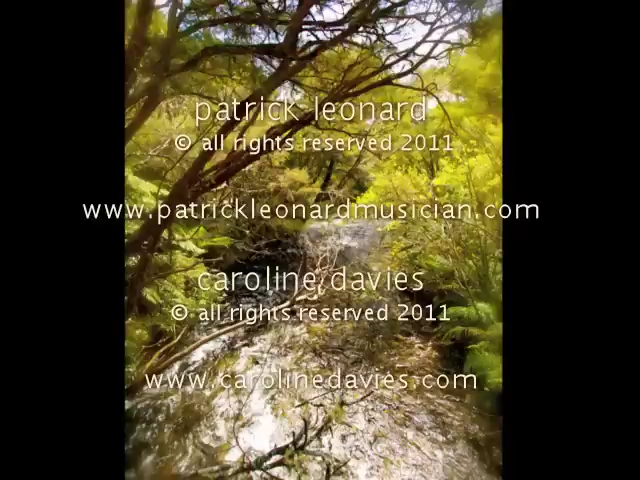 patrick leonard
© all rights reserved 2011
www.patrickleonardmusician.com
caroline davies
© all rights reserved 2011
www.carolinedavies.com